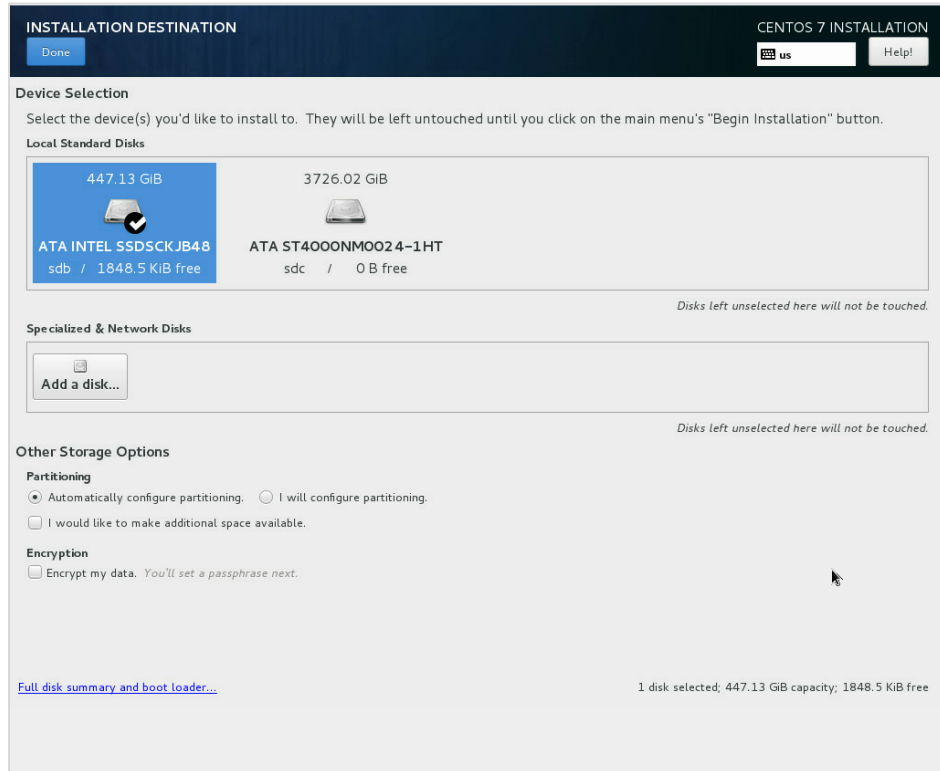 INSTALLATION DESTINATION
CENTOS 7 INSTALLATION
Done
us
Help!
Device Selection
Select the device(s) you'd like to install to. They will be left untouched until you click on the main menu's "Begin Installation" button.
Local Standard Disks
447.13 GiB
3726.02 GiB
ATA INTEL SSDSCKJB48
ATA ST4000NM0024-1HT
sdb / 1848.5 KiB free
sdc / 0 B free
Disks left unselected here will not be touched.
Specialized & Network Disks
Add a disk...
Disks left unselected here will not be touched.
Other Storage Options
Partitioning
Automatically configure partitioning. I will configure partitioning.
I would like to make additional space available.
Encryption
Encrypt my data. You'll set a passphrase next.
Full disk summary and boot loader...
1 disk selected; 447.13 GiB capacity; 1848.5 KiB free